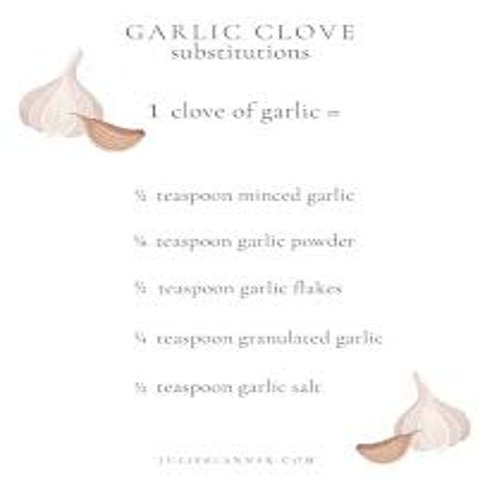 GARLIC CLOVE
substitutions
1 clove of garlic =
½ teaspoon minced garlic
⅛ teaspoon garlic powder
½ teaspoon garlic flakes
¼ teaspoon granulated garlic
½ teaspoon garlic salt
JULIEBLANNER.COM